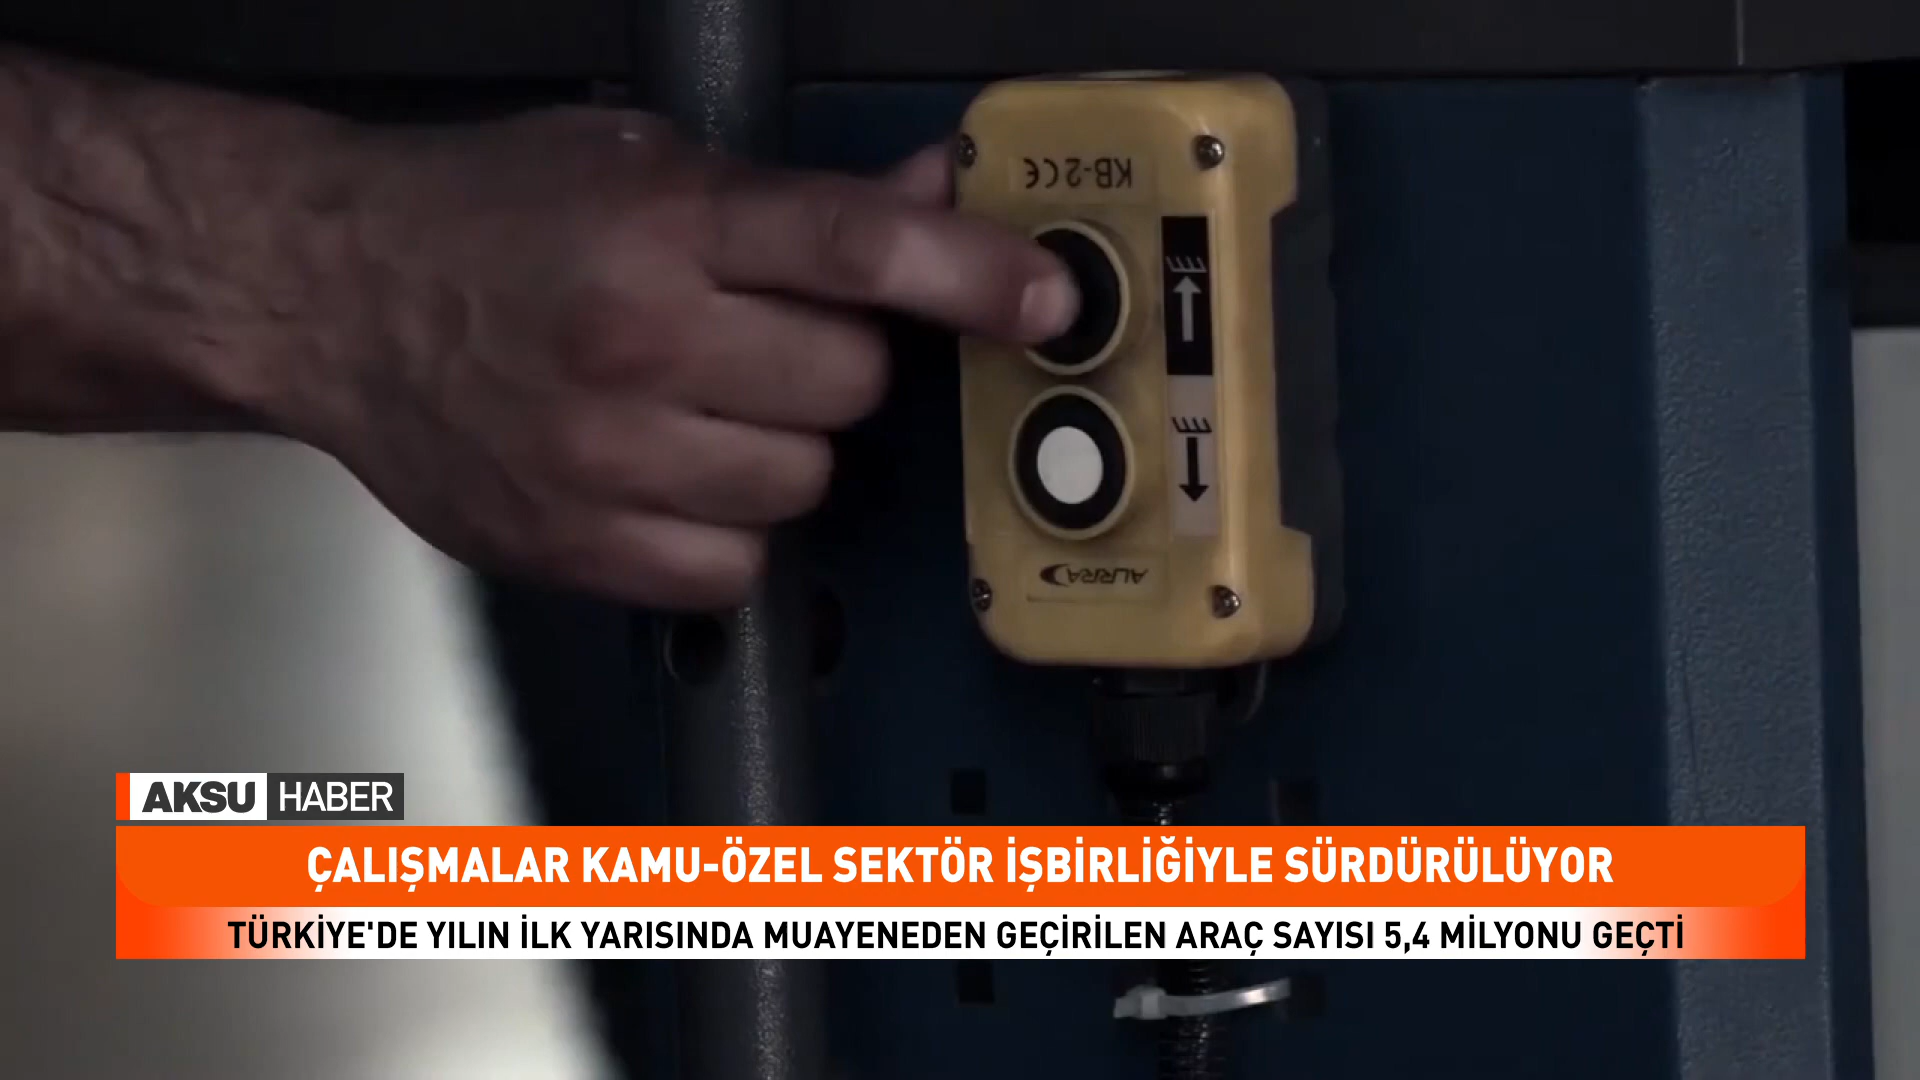 KB-2 CE
ALRRA
AKSU HABER
ÇALIŞMALAR KAMU-ÖZEL SEKTÖR İŞBİRLİĞİYLE SÜRDÜRÜLÜYOR
TÜRKİYE'DE YILIN İLK YARISINDA MUAYENEDEN GEÇİRİLEN ARAÇ SAYISI 5,4 MİLYONU GEÇTİ